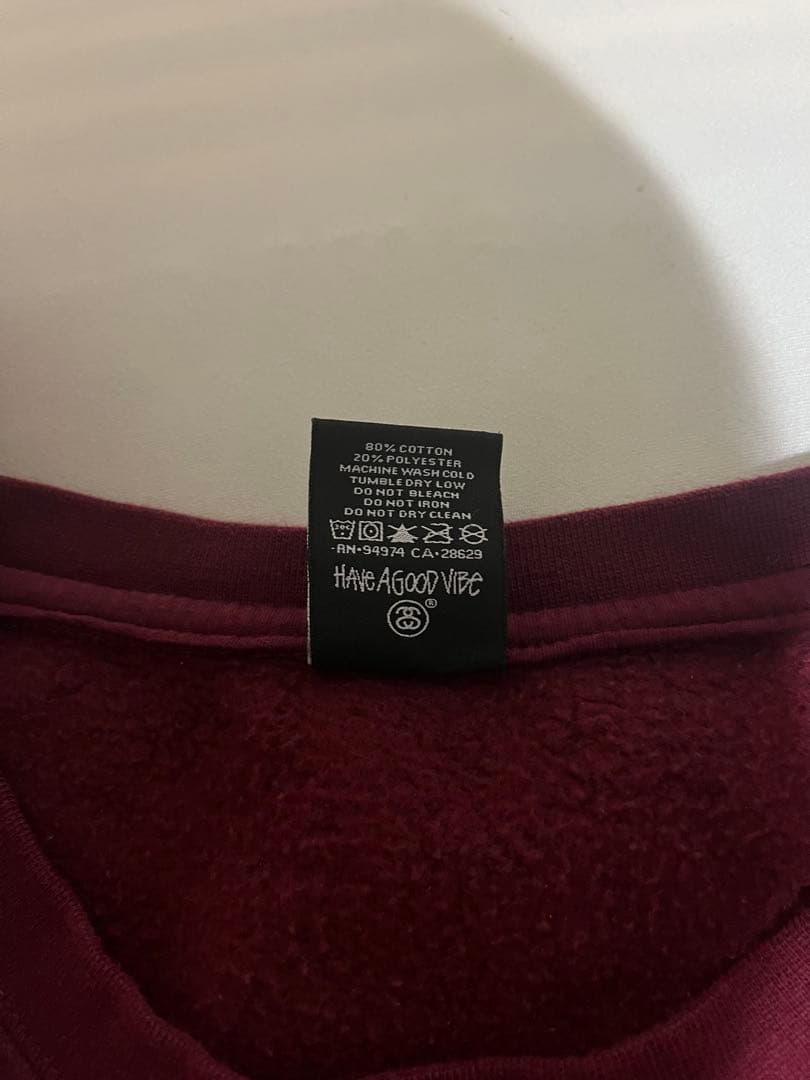 80% COTTON
20% POLYESTER
MACHINE WASH COLD
TUMBLE DRY LOW
DO NOT BLEACH
DO NOT IRON
DO NOT DRY CLEAN
30C
-RN•94974 CA•28629
HAVE A GOOD VIBE
®